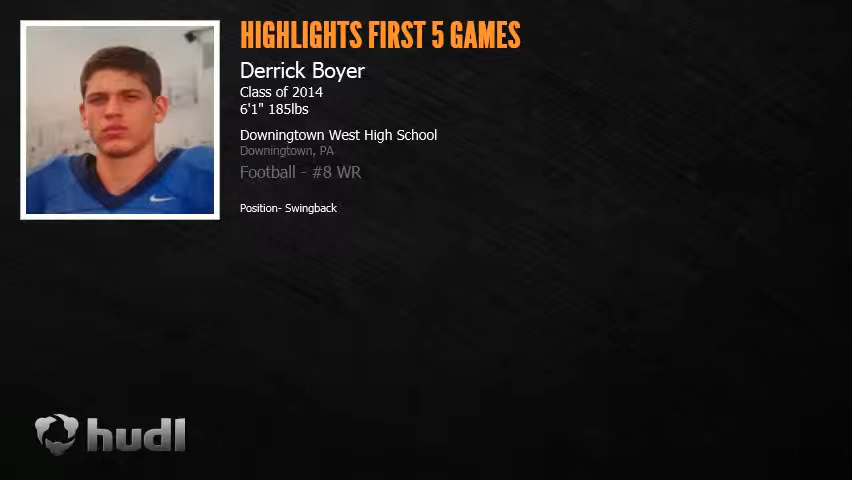 HIGHLIGHTS FIRST 5 GAMES
Derrick Boyer
Class of 2014
6'1" 185lbs
Downingtown West High School
Downingtown, PA
Football - #8 WR
Position- Swingback
hudl